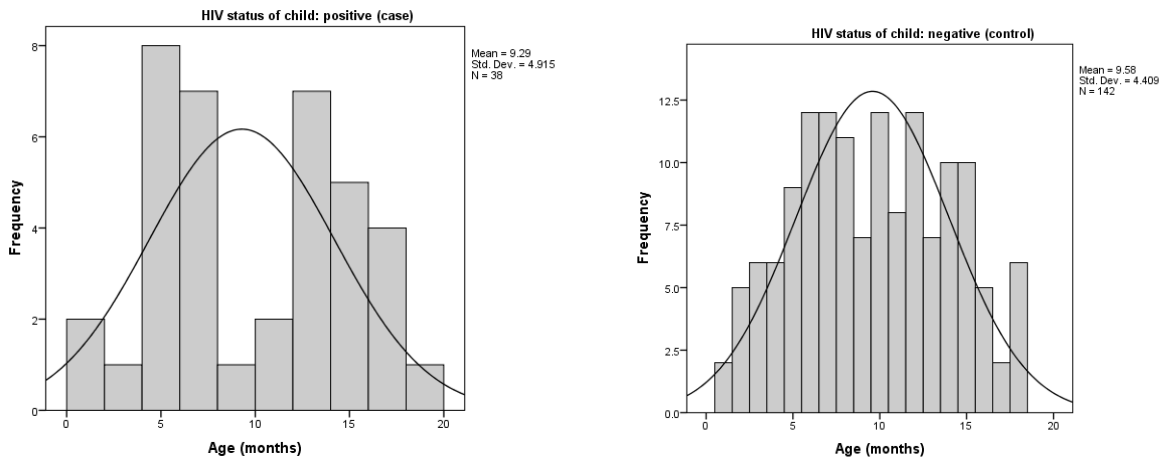 HIV status of child: positive (case)
Mean = 9.29
Std. Dev. = 4.915
N = 38
8
6
4
2
0
Frequency
0 5 10 15 20
Age (months)
HIV status of child: negative (control)
Mean = 9.58
Std. Dev. = 4.409
N = 142
12.5
10.0
7.5
5.0
2.5
0.0
Frequency
0 5 10 15 20
Age (months)